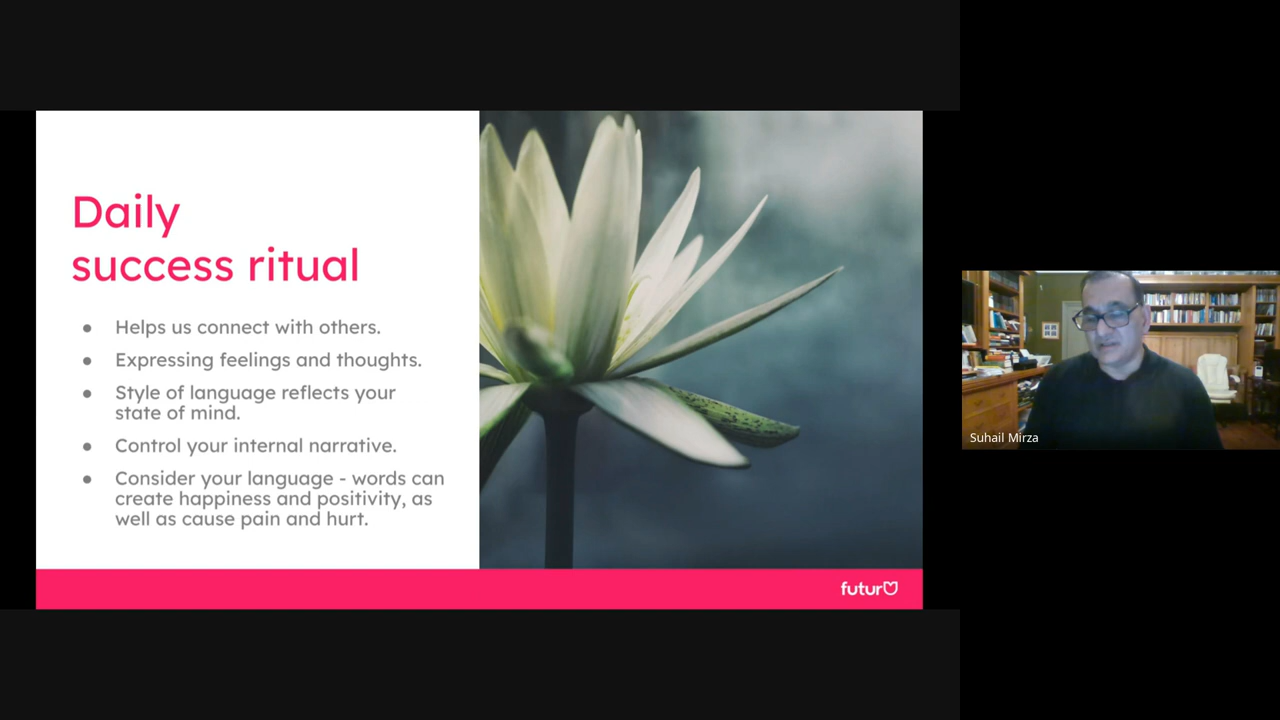 Daily
success ritual
● Helps us connect with others.
● Expressing feelings and thoughts.
● Style of language reflects your
state of mind.
● Control your internal narrative.
● Consider your language - words can
create happiness and positivity, as
well as cause pain and hurt.
futur
Suhail Mirza